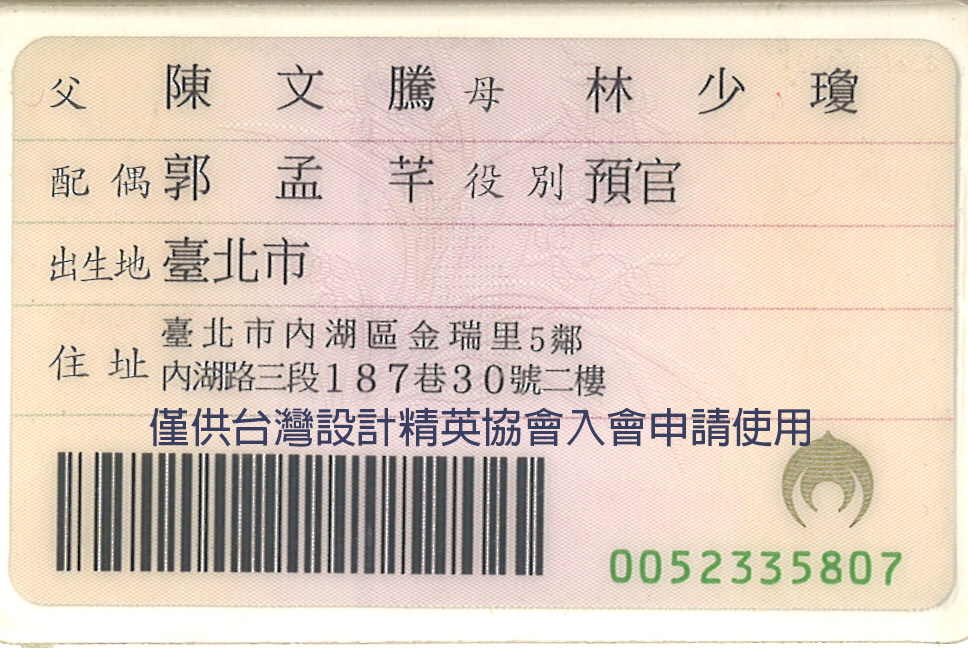 父 陳文騰 母 林少瓊
配偶 郭孟芊 役別 預官
出生地 臺北市
住址 臺北市內湖區金瑞里5鄰
內湖路三段187巷30號二樓
僅供台灣設計精英協會入會申請使用
0052335807